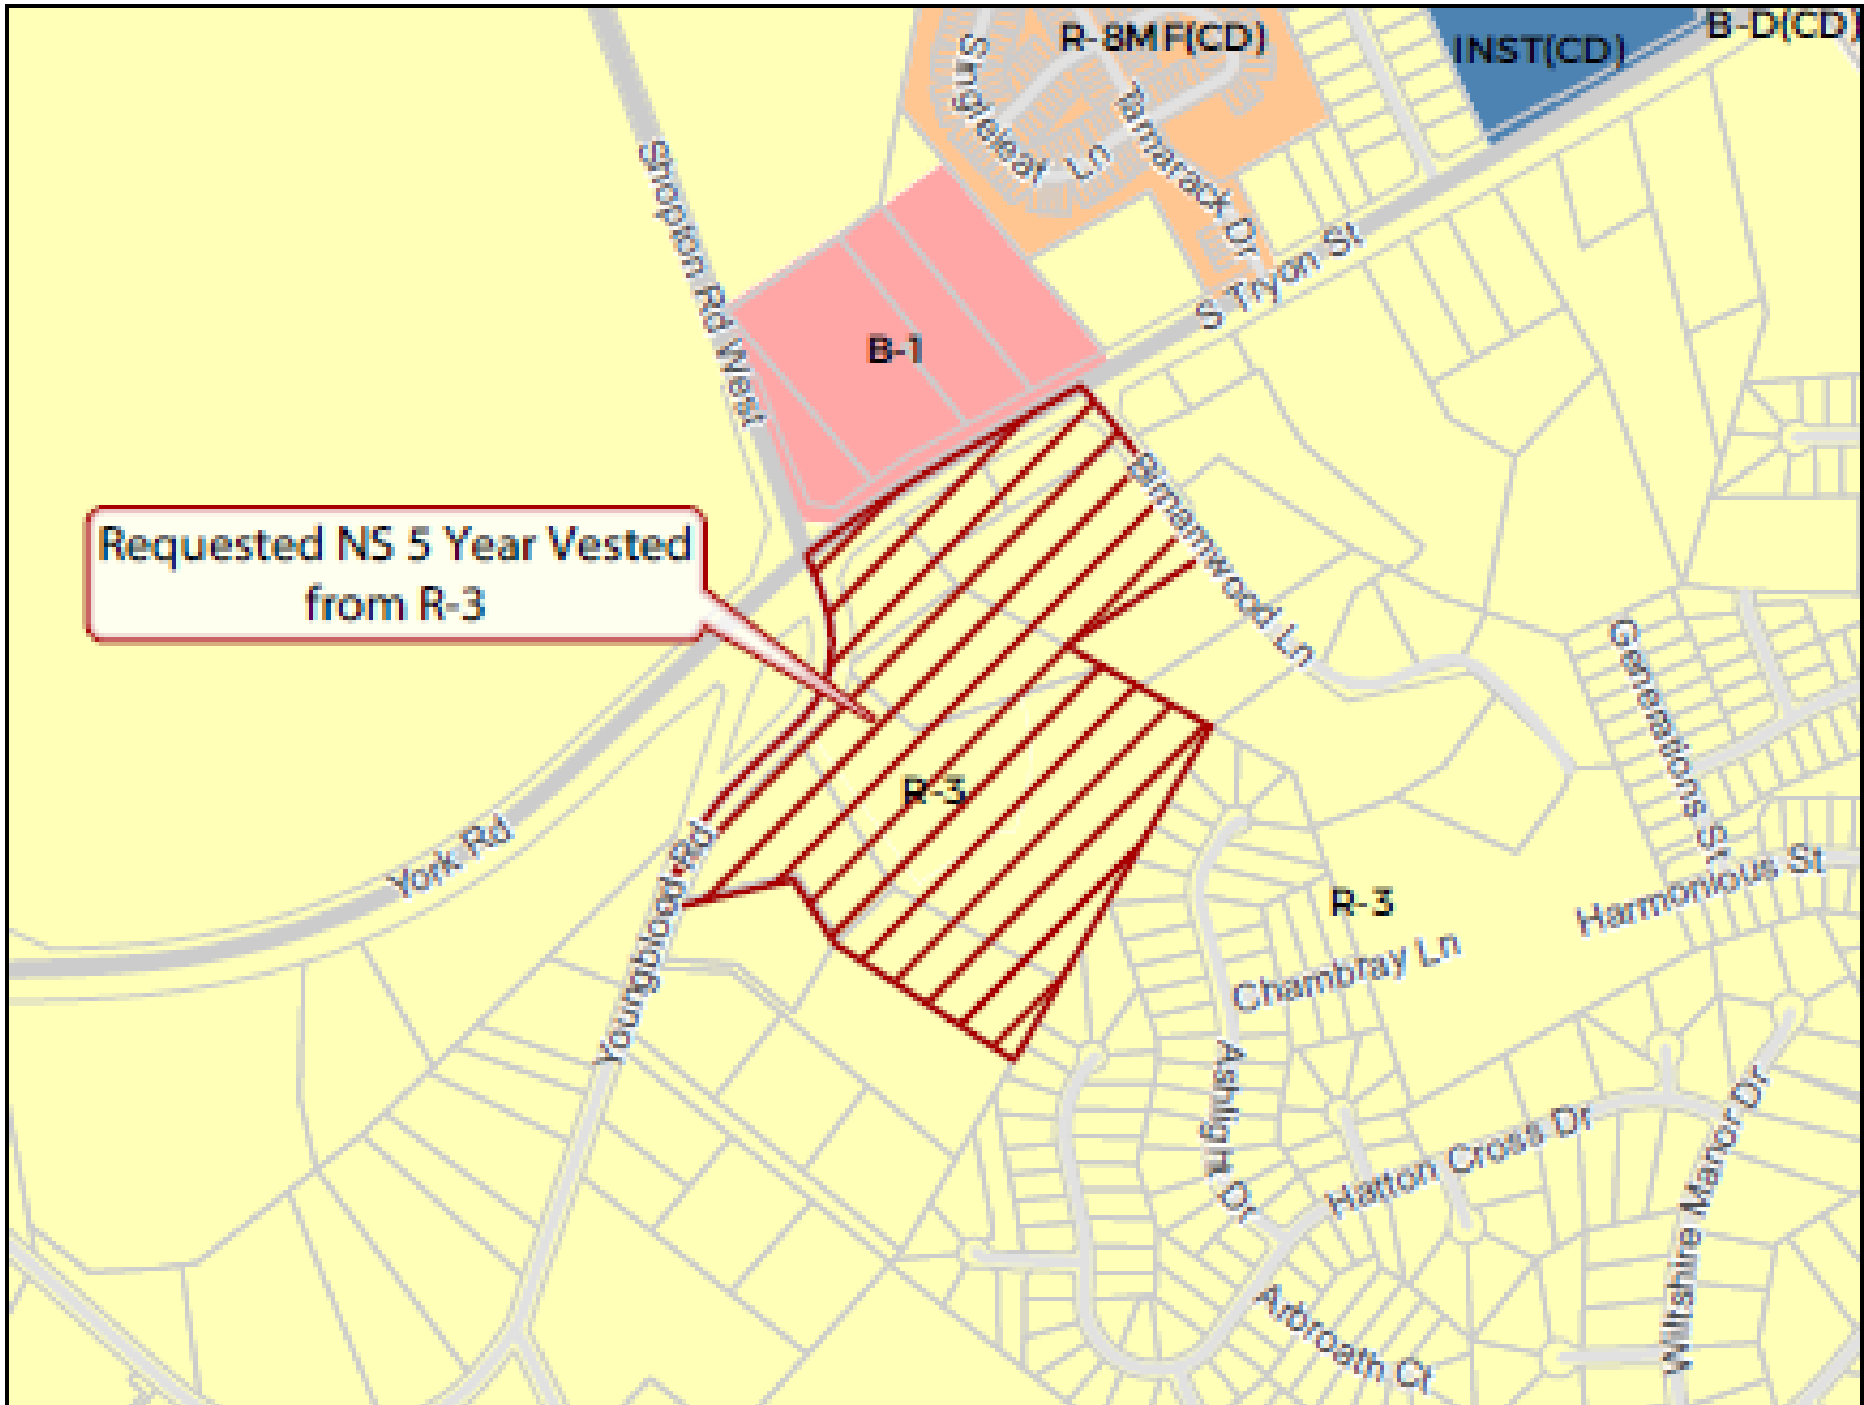 R-8MF(CD)
INST(CD)
B-D(CD)
Singleleaf Ln
Tamarack Dr
Shopton Rd West
S Tryon St
B-1
Birnamwood Ln
Requested NS 5 Year Vested
from R-3
Generations St
R-3
York Rd
Youngblood Rd
R-3
Harmonious St
Chambray Ln
Ashlight Dr
Hatton Cross Dr
Wiltshire Manor Dr
Arbroath Ct